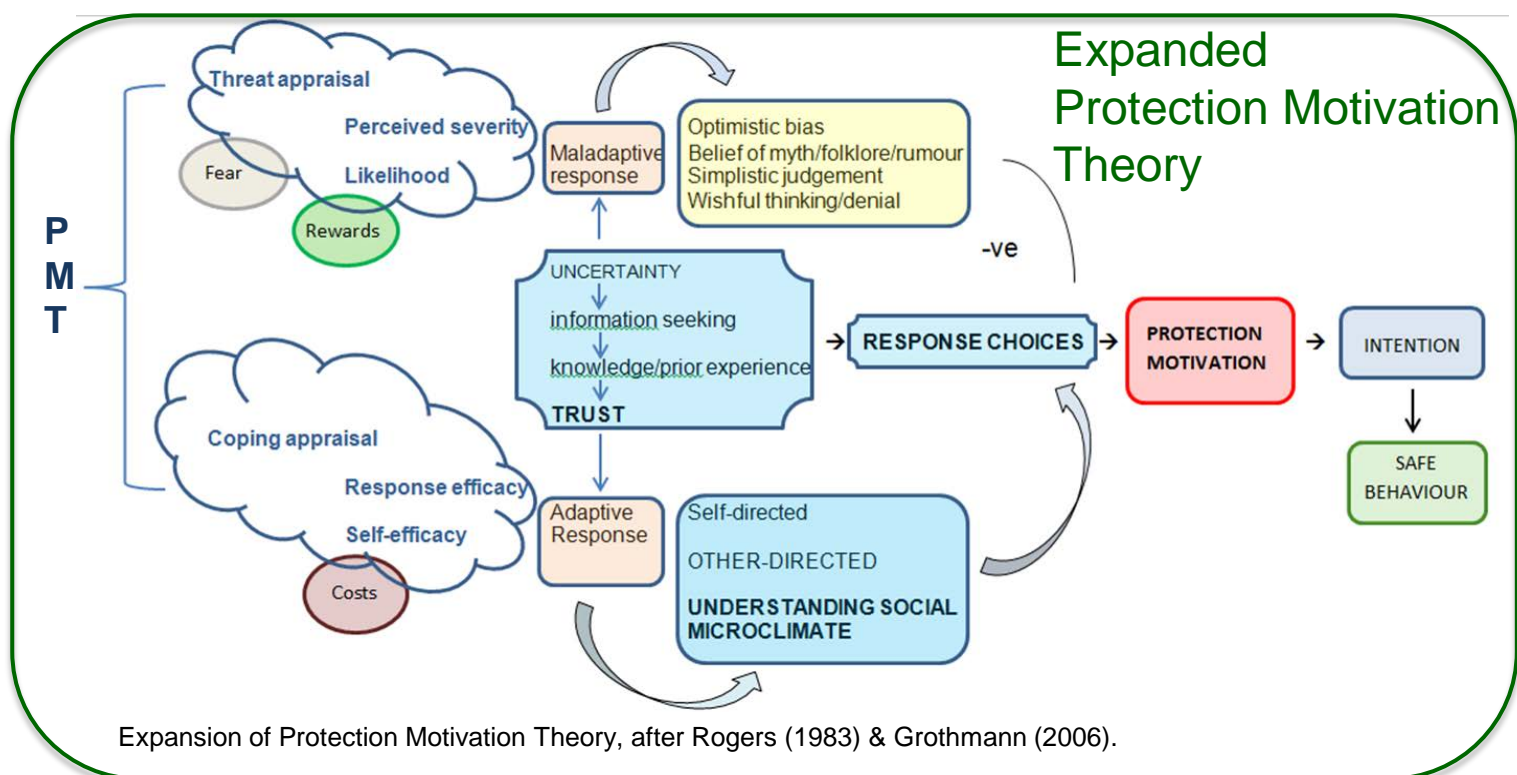 Expanded
Protection Motivation
Theory
P
M
T
Threat appraisal
Perceived severity
Likelihood
Fear
Rewards
Coping appraisal
Response efficacy
Self-efficacy
Costs
Maladaptive
response
Optimistic bias
Belief of myth/folklore/rumour
Simplistic judgement
Wishful thinking/denial
-ve
UNCERTAINTY
information seeking
knowledge/prior experience
TRUST
Adaptive
Response
Self-directed
OTHER-DIRECTED
UNDERSTANDING SOCIAL
MICROCLIMATE
RESPONSE CHOICES
PROTECTION
MOTIVATION
INTENTION
SAFE
BEHAVIOUR
Expansion of Protection Motivation Theory, after Rogers (1983) & Grothmann (2006).